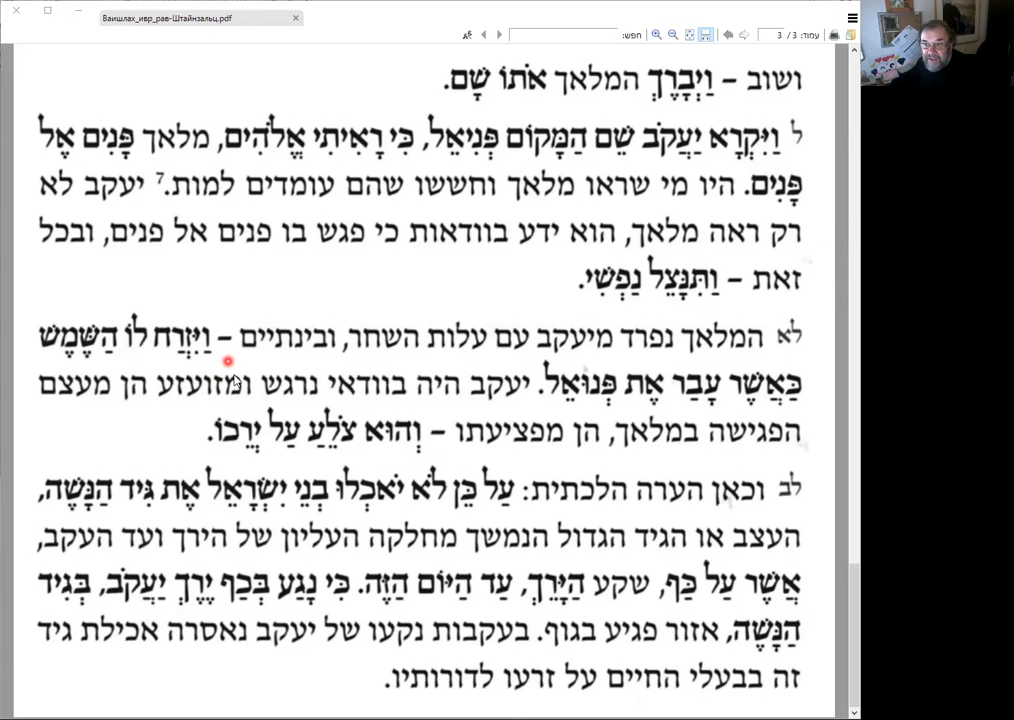 Ваишлах_ивр_рав-Штайнзальц.pdf
עמוד: 3 / 3
חפש:
ושוב – וַיְבָרֶךְ המלאך אֹתוֹ שָׁם.
ל וַיִּקְרָא יַעֲקֹב שֵׁם הַמָּקוֹם פְּנִיאֵל, כִּי רָאִיתִי אֱלֹהִים, מלאך פָּנִים אֶל
פָּנִים. היו מי שראו מלאך וחששו שהם עומדים למות.7 יעקב לא
רק ראה מלאך, הוא ידע בוודאות כי פגש בו פנים אל פנים, ובכל
זאת – וַתִּנָּצֵל נַפְשִׁי.
לא המלאך נפרד מיעקב עם עלות השחר, ובינתיים – וַיִּזְרַח לוֹ הַשֶּׁמֶשׁ
כַּאֲשֶׁר עָבַר אֶת פְּנוּאֵל. יעקב היה בוודאי נרגש ומזועזע הן מעצם
הפגישה במלאך, הן מפציעתו – וְהוּא צֹלֵעַ עַל יְרֵכוֹ.
לב וכאן הערה הלכתית: עַל כֵּן לֹא יֹאכְלוּ בְנֵי יִשְׂרָאֵל אֶת גִּיד הַנָּשֶׁה,
העצב או הגיד הגדול הנמשך מחלקה העליון של הירך ועד העקב,
אֲשֶׁר עַל כַּף, שקע הַיָּרֵךְ, עַד הַיּוֹם הַזֶּה. כִּי נָגַע בְּכַף יֶרֶךְ יַעֲקֹב, בְּגִיד
הַנָּשֶׁה, אזור פגיע בגוף. בעקבות נקעו של יעקב נאסרה אכילת גיד
זה בבעלי החיים על זרעו לדורותיו.